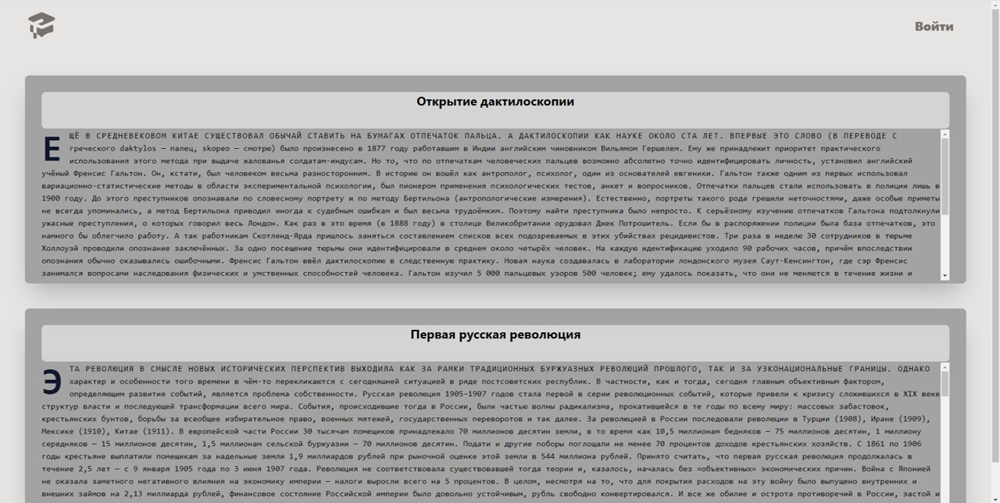 Войти
Открытие дактилоскопии
ЕЩЁ В СРЕДНЕВЕКОВОМ КИТАЕ СУЩЕСТВОВАЛ ОБЫЧАЙ СТАВИТЬ НА БУМАГАХ ОТПЕЧАТОК ПАЛЬЦА. А ДАКТИЛОСКОПИИ КАК НАУКЕ ОКОЛО СТА ЛЕТ. ВПЕРВЫЕ ЭТО СЛОВО (В ПЕРЕВОДЕ С
греческого daktylos — палец, skopeo — смотрю) было произнесено в 1877 году работавшим в Индии английским чиновником Вильямом Гершелем. Ему же принадлежит приоритет практического
использования этого метода при выдаче жалованья солдатам-индусам. Но то, что по отпечаткам человеческих пальцев возможно абсолютно точно идентифицировать личность, установил английский
учёный Френсис Гальтон. Он, кстати, был человеком весьма разносторонним. В историю он вошёл как антрополог, психолог, один из основателей евгеники. Гальтон также одним из первых использовал
вариационно-статистические методы в области экспериментальной психологии, был пионером применения психологических тестов, анкет и вопросников. Отпечатки пальцев стали использовать в полиции лишь в
1900 году. До этого преступников опознавали по словесному портрету и по методу Бертильона (антропологические измерения). Естественно, портреты такого рода грешили неточностями, даже особые приметы
не всегда упоминались, а метод Бертильона приводил иногда к судебным ошибкам и был весьма трудоёмким. Поэтому найти преступника было непросто. К серьёзному изучению отпечатков Гальтона подтолкнули
ужасные преступления, о которых говорил весь Лондон. Как раз в это время (в 1888 году) в столице Великобритании орудовал Джек Потрошитель. Если бы в распоряжении полиции была база отпечатков, это
намного бы облегчило работу. А так работникам Скотленд-Ярда пришлось заняться составлением списков всех подозреваемых в этих убийствах рецидивистов. Три раза в неделю 30 сотрудников в тюрьме
Холлоуэй проводили опознание заключённых. За одно посещение тюрьмы они идентифицировали в среднем около четырёх человек. На каждую идентификацию уходило 90 рабочих часов, причём впоследствии
опознания обычно оказывались ошибочными. Френсис Гальтон ввёл дактилоскопию в следственную практику. Новая наука создавалась в лаборатории лондонского музея Саут-Кенсингтон, где сэр Френсис
занимался вопросами наследования физических и умственных способностей человека. Гальтон изучил 5 000 пальцевых узоров 500 человек; ему удалось показать, что они не меняются в течение жизни и
Первая русская революция
ЭТА РЕВОЛЮЦИЯ В СМЫСЛЕ НОВЫХ ИСТОРИЧЕСКИХ ПЕРСПЕКТИВ ВЫХОДИЛА КАК ЗА РАМКИ ТРАДИЦИОННЫХ БУРЖУАЗНЫХ РЕВОЛЮЦИЙ ПРОШЛОГО, ТАК И ЗА УЗКОНАЦИОНАЛЬНЫЕ ГРАНИЦЫ. ОДНАКО
характер и особенности того времени в чём-то перекликаются с сегодняшней ситуацией в ряде постсоветских республик. В частности, как и тогда, сегодня главным объективным фактором,
определяющим развитие событий, является проблема собственности. Русская революция 1905–1907 годов стала первой в серии революционных событий, которые привели к кризису сложившихся в XIX веке
структур власти и последующей трансформации всего мира. События, происходившие тогда в России, были частью волны радикализма, прокатившейся в те годы по всему миру: массовых забастовок,
крестьянских бунтов, борьбы за всеобщее избирательное право, военных мятежей, государственных переворотов и так далее. За революцией в России последовали революции в Турции (1908), Иране (1909),
Мексике (1910), Китае (1911). В европейской части России 30 тысячам помещиков принадлежало 70 миллионов десятин земли, в то время как 10,5 миллионам бедняков — 75 миллионов десятин, 1 миллиону
середняков — 15 миллионов десятин, 1,5 миллионам сельской буржуазии — 70 миллионов десятин. Подати и другие поборы поглощали не менее 70 процентов доходов крестьянских хозяйств. С 1861 по 1906
годы крестьяне выплатили помещикам за надельные земли 1,9 миллиардов рублей при рыночной оценке этой земли в 544 миллиона рублей. Принято считать, что первая русская революция продолжалась в
течение 2,5 лет — с 9 января 1905 года по 3 июня 1907 года. Революция не соответствовала существовавшей тогда теории и, казалось, началась без «объективных» экономических причин. Война с Японией
не оказала заметного негативного влияния на экономику империи — налоги выросли всего на 5 процентов. В целом, несмотря на то, что для покрытия расходов на эту войну было выпущено внутренних и
внешних займов на 2,13 миллиарда рублей, финансовое состояние Российской империи было довольно устойчивым, рубль свободно конвертировался. И все же обилие и острота противоречий в России, застой и